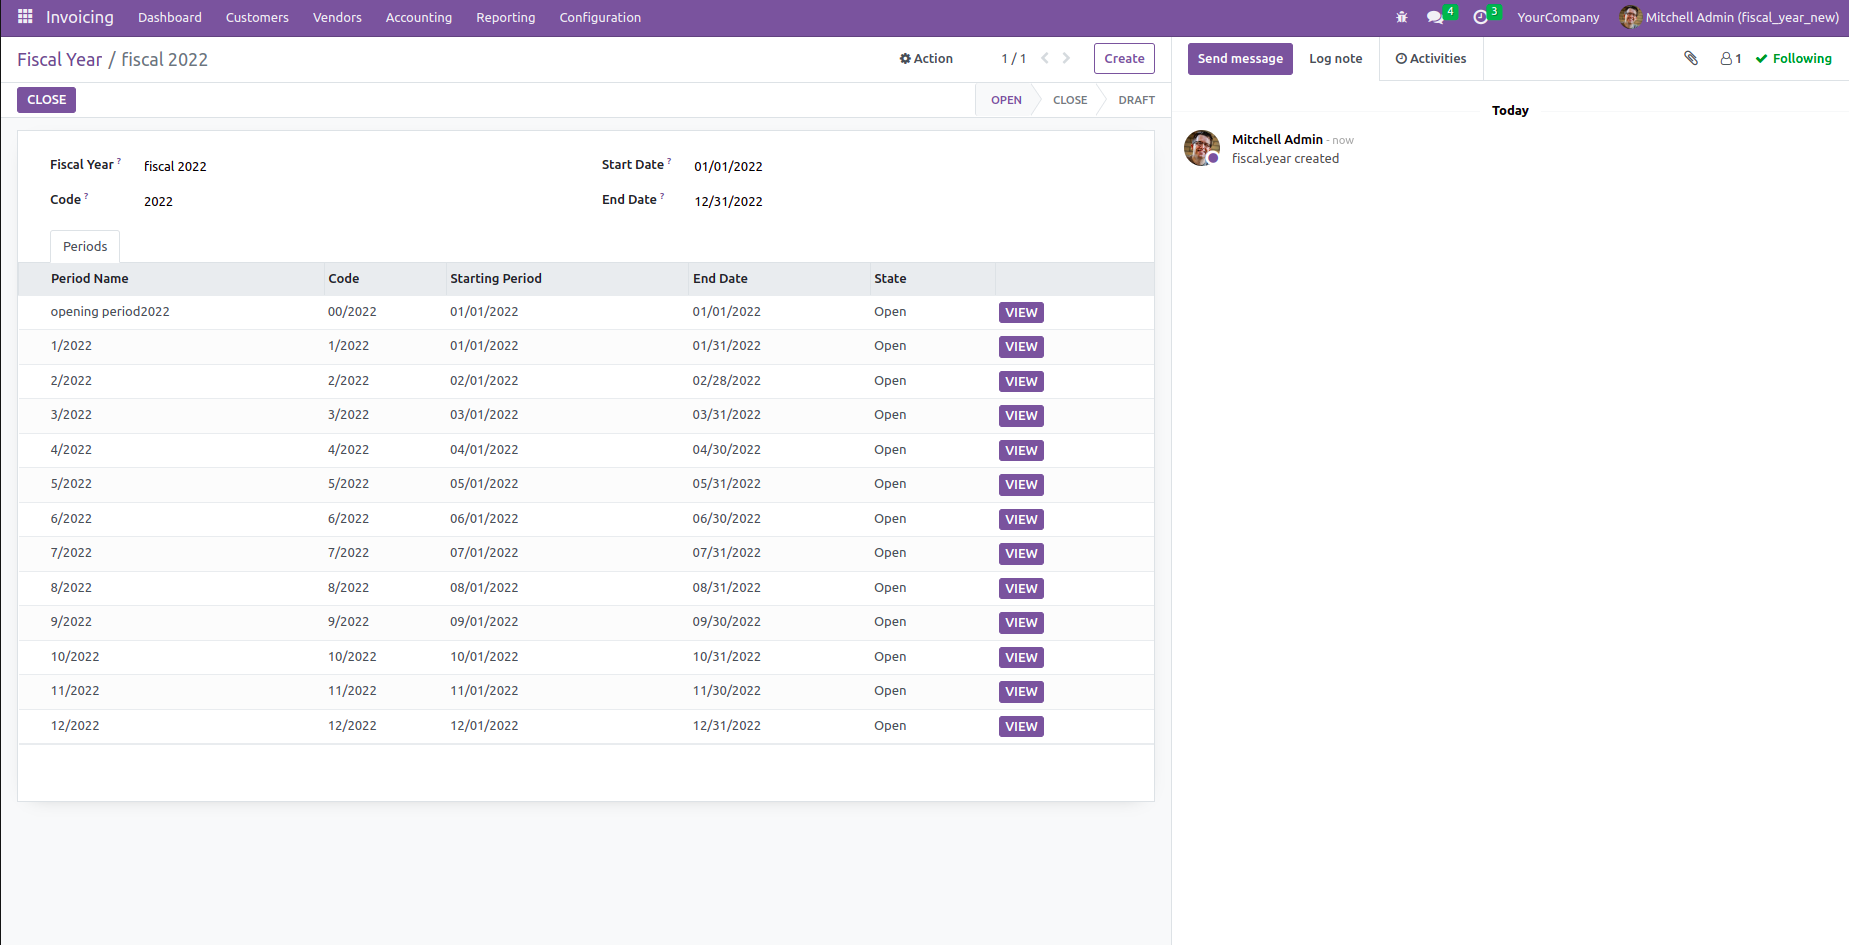 Invoicing Dashboard Customers Vendors Accounting Reporting Configuration 4 3 YourCompany Mitchell Admin (fiscal_year_new)
Fiscal Year / fiscal 2022 Action 1 / 1 Create
CLOSE OPEN CLOSE DRAFT
Fiscal Year ? fiscal 2022 Start Date ? 01/01/2022
Code ? 2022 End Date ? 12/31/2022
Periods
Period Name Code Starting Period End Date State
opening period2022 00/2022 01/01/2022 01/01/2022 Open VIEW
1/2022 1/2022 01/01/2022 01/31/2022 Open VIEW
2/2022 2/2022 02/01/2022 02/28/2022 Open VIEW
3/2022 3/2022 03/01/2022 03/31/2022 Open VIEW
4/2022 4/2022 04/01/2022 04/30/2022 Open VIEW
5/2022 5/2022 05/01/2022 05/31/2022 Open VIEW
6/2022 6/2022 06/01/2022 06/30/2022 Open VIEW
7/2022 7/2022 07/01/2022 07/31/2022 Open VIEW
8/2022 8/2022 08/01/2022 08/31/2022 Open VIEW
9/2022 9/2022 09/01/2022 09/30/2022 Open VIEW
10/2022 10/2022 10/01/2022 10/31/2022 Open VIEW
11/2022 11/2022 11/01/2022 11/30/2022 Open VIEW
12/2022 12/2022 12/01/2022 12/31/2022 Open VIEW
Send message Log note Activities 1 Following
Today
Mitchell Admin - now
fiscal.year created